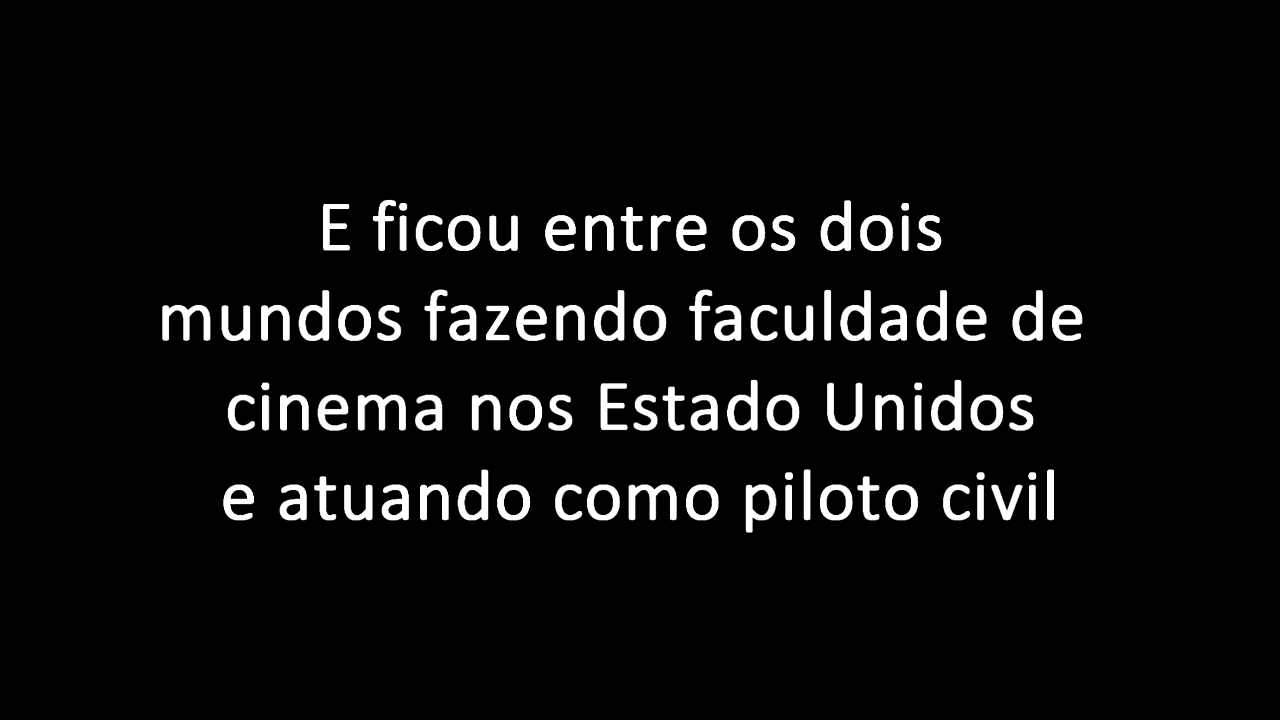 E ficou entre os dois
mundos fazendo faculdade de
cinema nos Estado Unidos
e atuando como piloto civil